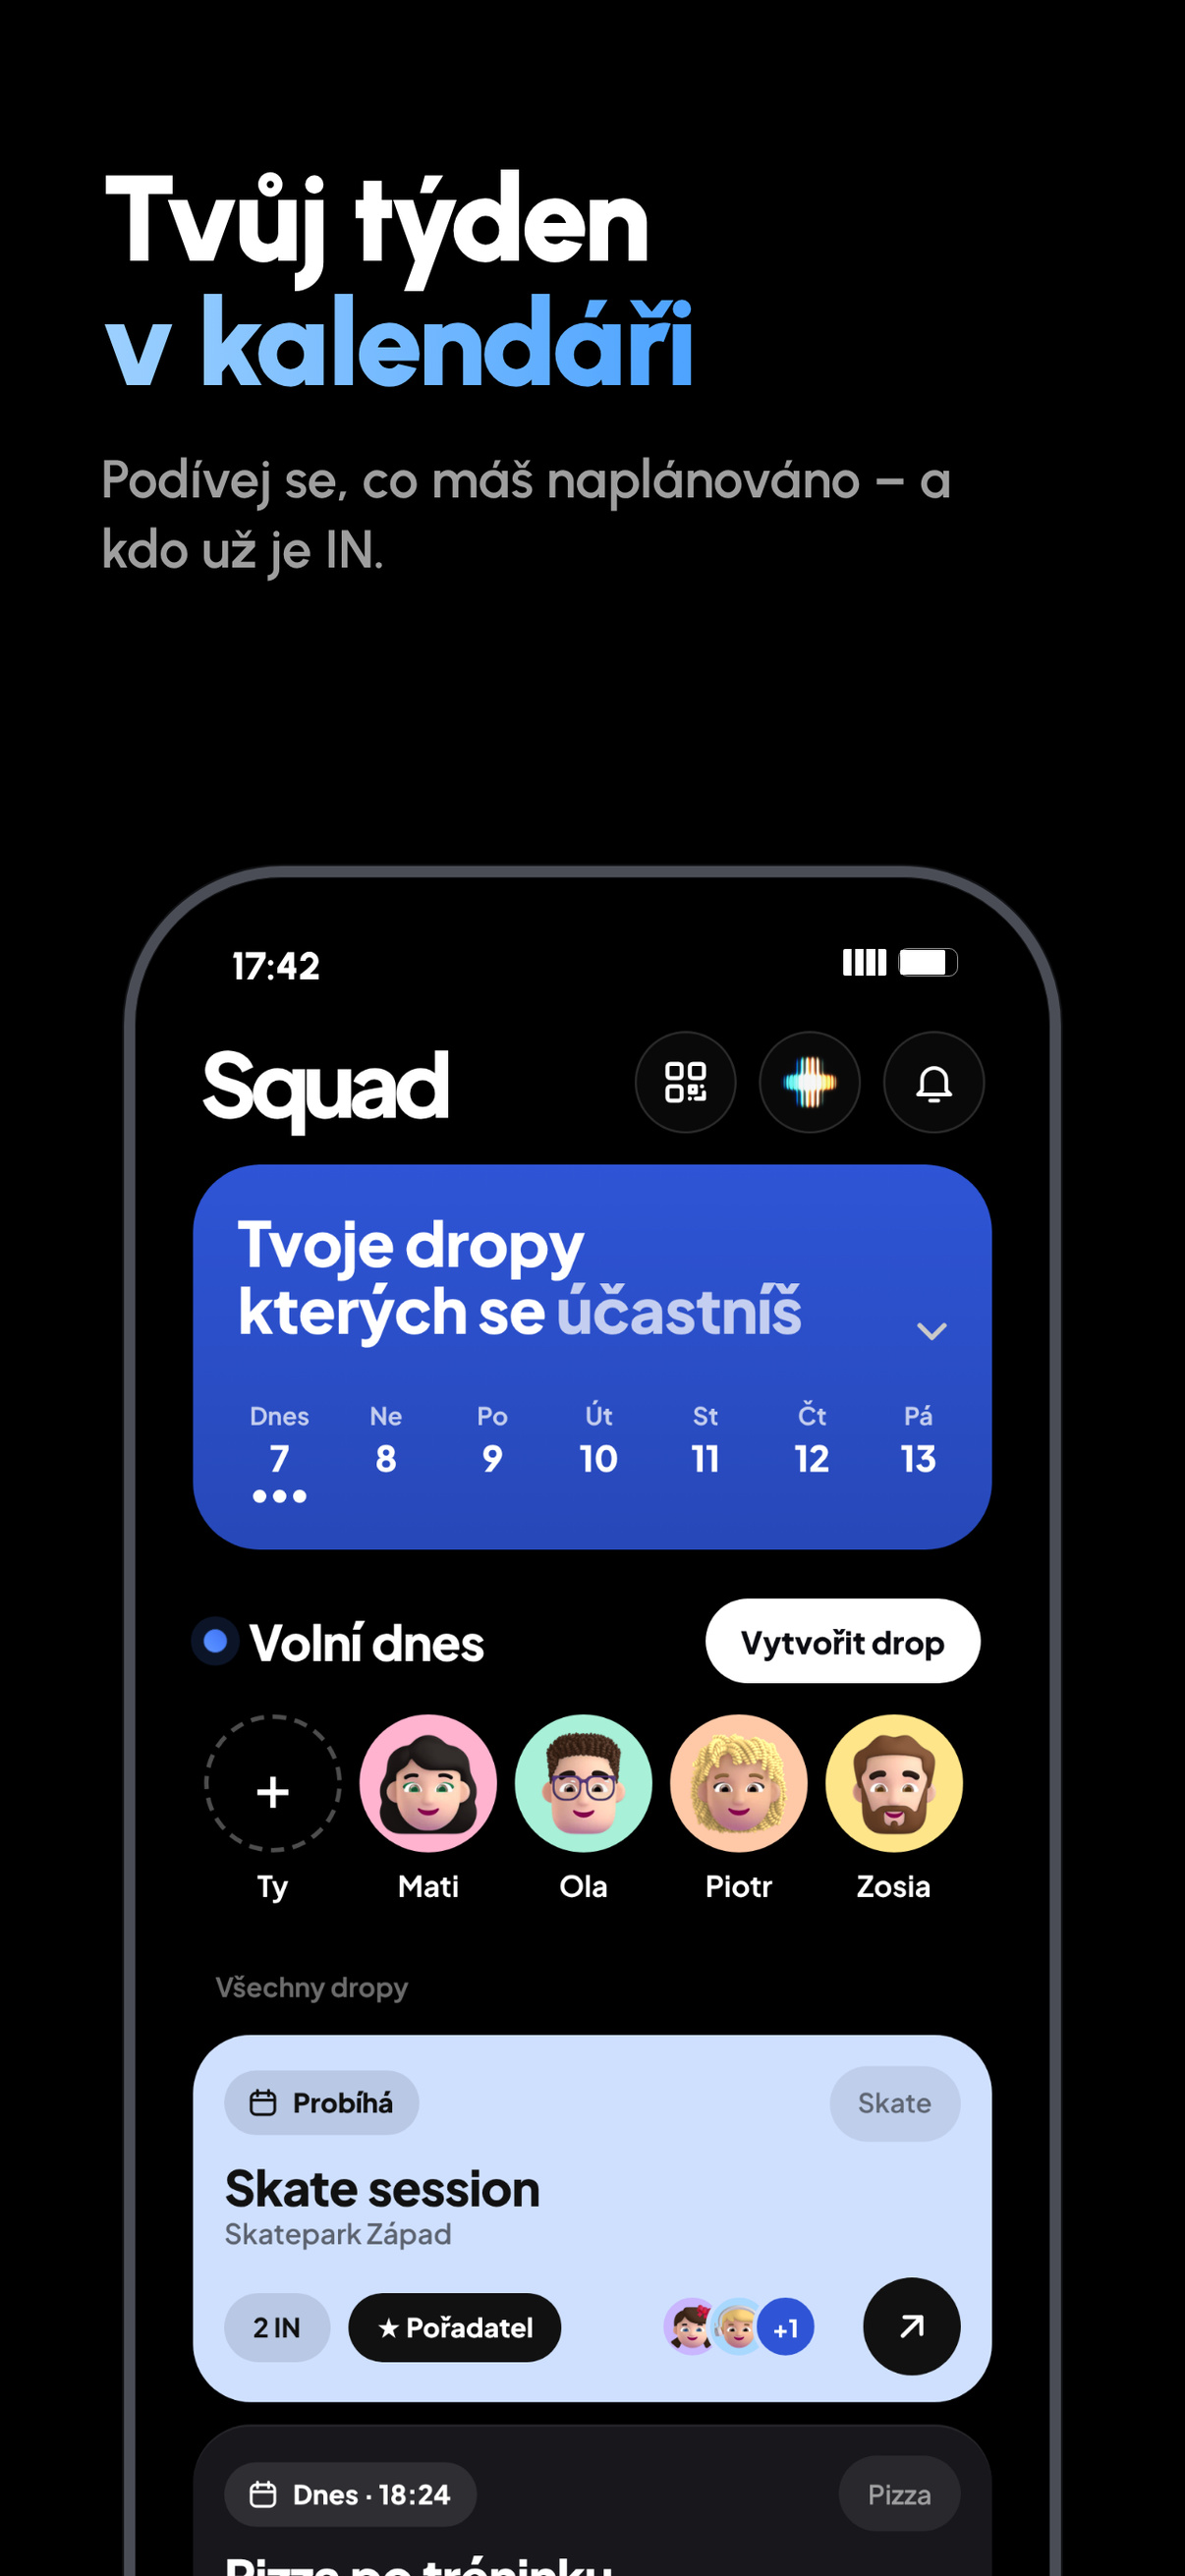 Tvůj týden
v kalendáři
Podívej se, co máš naplánováno – a
kdo už je IN.
17:42
Squad
Tvoje dropy
kterých se účastníš
Dnes Ne Po Út St Čt Pá
7 8 9 10 11 12 13
Volní dnes
Vytvořit drop
Ty Mati Ola Piotr Zosia
Všechny dropy
Probíhá
Skate
Skate session
Skatepark Západ
2 IN
★ Pořadatel
+1
Dnes · 18:24
Pizza
Pizza po tréninku